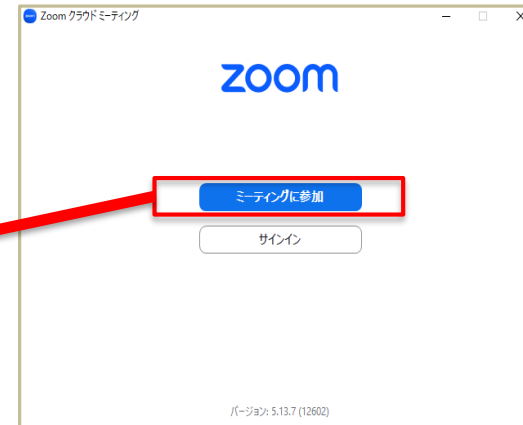 Zoom クラウド ミーティング
zoom
ミーティングに参加
サインイン
バージョン: 5.13.7 (12602)